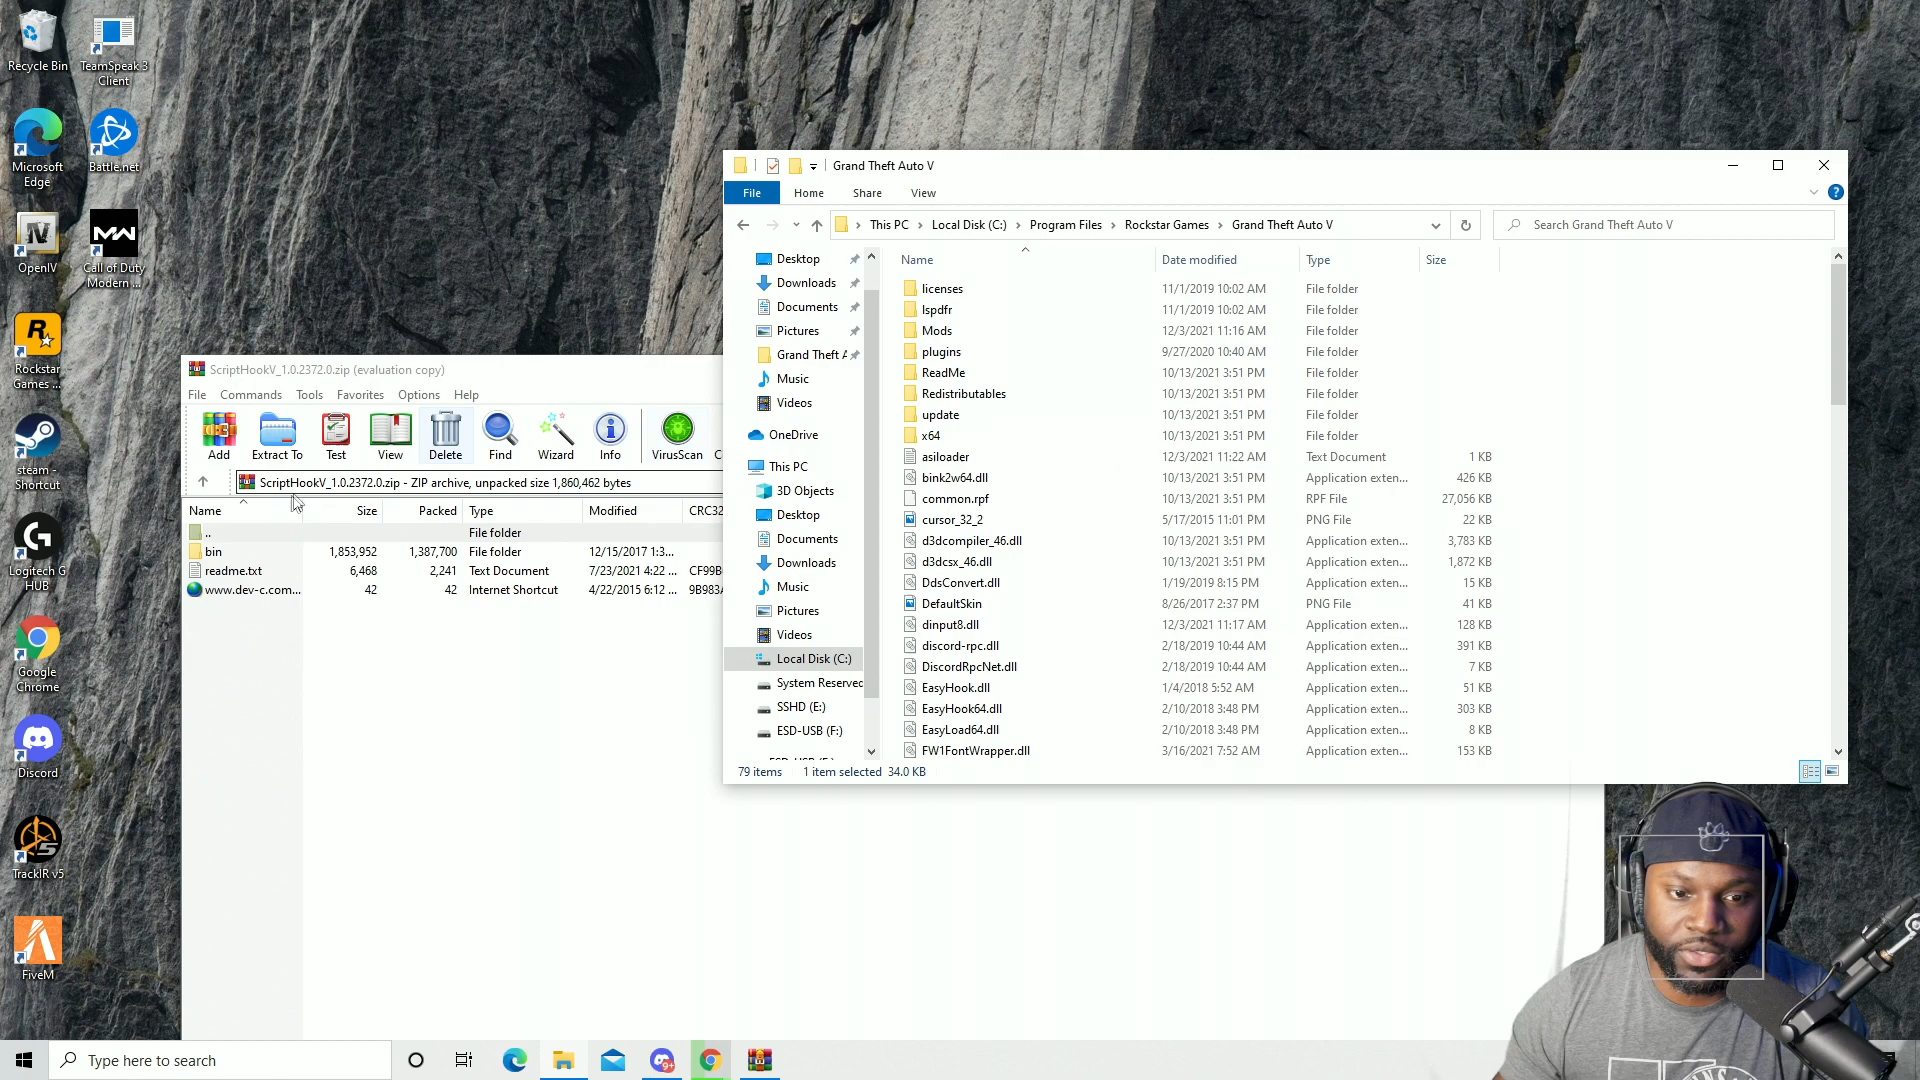 Recycle Bin
TeamSpeak 3 Client
Microsoft Edge
Battle.net
OpenIV
Call of Duty Modern ...
Rockstar Games ...
steam - Shortcut
Logitech G HUB
Google Chrome
Discord
TrackIR v5
FiveM
ScriptHookV_1.0.2372.0.zip (evaluation copy)
File Commands Tools Favorites Options Help
Add Extract To Test View Delete Find Wizard Info VirusScan C
ScriptHookV_1.0.2372.0.zip - ZIP archive, unpacked size 1,860,462 bytes
Name Size Packed Type Modified CRC32
.. File folder
bin 1,853,952 1,387,700 File folder 12/15/2017 1:3...
readme.txt 6,468 2,241 Text Document 7/23/2021 4:22 ... CF99B
www.dev-c.com... 42 42 Internet Shortcut 4/22/2015 6:12 ... 9B983
Grand Theft Auto V
File Home Share View
This PC > Local Disk (C:) > Program Files > Rockstar Games > Grand Theft Auto V
Search Grand Theft Auto V
Desktop
Downloads
Documents
Pictures
Grand Theft A
Music
Videos
OneDrive
This PC
3D Objects
Desktop
Documents
Downloads
Music
Pictures
Videos
Local Disk (C:)
System Reserved
SSHD (E:)
ESD-USB (F:)
Name Date modified Type Size
licenses 11/1/2019 10:02 AM File folder
lspdfr 11/1/2019 10:02 AM File folder
Mods 12/3/2021 11:16 AM File folder
plugins 9/27/2020 10:40 AM File folder
ReadMe 10/13/2021 3:51 PM File folder
Redistributables 10/13/2021 3:51 PM File folder
update 10/13/2021 3:51 PM File folder
x64 10/13/2021 3:51 PM File folder
asiloader 12/3/2021 11:22 AM Text Document 1 KB
bink2w64.dll 10/13/2021 3:51 PM Application exten... 426 KB
common.rpf 10/13/2021 3:51 PM RPF File 27,056 KB
cursor_32_2 5/17/2015 11:01 PM PNG File 22 KB
d3dcompiler_46.dll 10/13/2021 3:51 PM Application exten... 3,783 KB
d3dcsx_46.dll 10/13/2021 3:51 PM Application exten... 1,872 KB
DdsConvert.dll 1/19/2019 8:15 PM Application exten... 15 KB
DefaultSkin 8/26/2017 2:37 PM PNG File 41 KB
dinput8.dll 12/3/2021 11:17 AM Application exten... 128 KB
discord-rpc.dll 2/18/2019 10:44 AM Application exten... 391 KB
DiscordRpcNet.dll 2/18/2019 10:44 AM Application exten... 7 KB
EasyHook.dll 1/4/2018 5:52 AM Application exten... 51 KB
EasyHook64.dll 2/10/2018 3:48 PM Application exten... 303 KB
EasyLoad64.dll 2/10/2018 3:48 PM Application exten... 8 KB
FW1FontWrapper.dll 3/16/2021 7:52 AM Application exten... 153 KB
79 items 1 item selected 34.0 KB
Type here to search